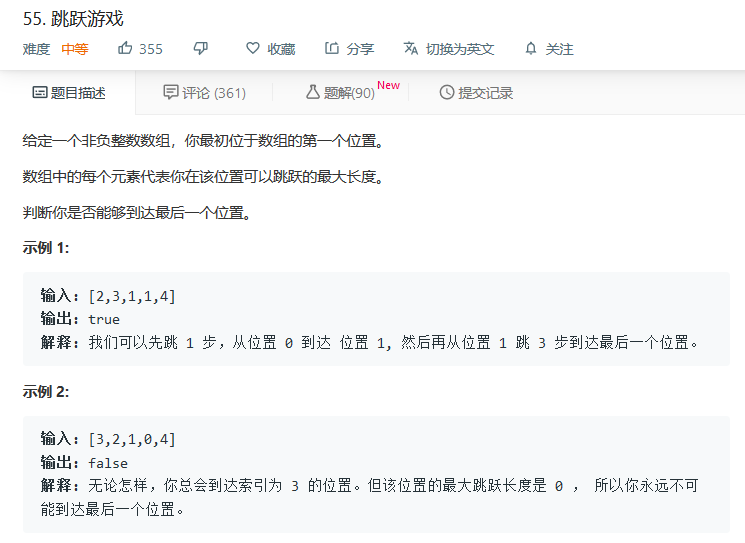 55. 跳跃游戏
难度 中等 355 收藏 分享 切换为英文 关注
题目描述 评论 (361) 题解(90) New 提交记录
给定一个非负整数数组，你最初位于数组的第一个位置。
数组中的每个元素代表你在该位置可以跳跃的最大长度。
判断你是否能够到达最后一个位置。
示例 1:
输入: [2,3,1,1,4]
输出: true
解释: 我们可以先跳 1 步，从位置 0 到达 位置 1, 然后再从位置 1 跳 3 步到达最后一个位置。
示例 2:
输入: [3,2,1,0,4]
输出: false
解释: 无论怎样，你总会到达索引为 3 的位置。但该位置的最大跳跃长度是 0 ， 所以你永远不可
能到达最后一个位置。